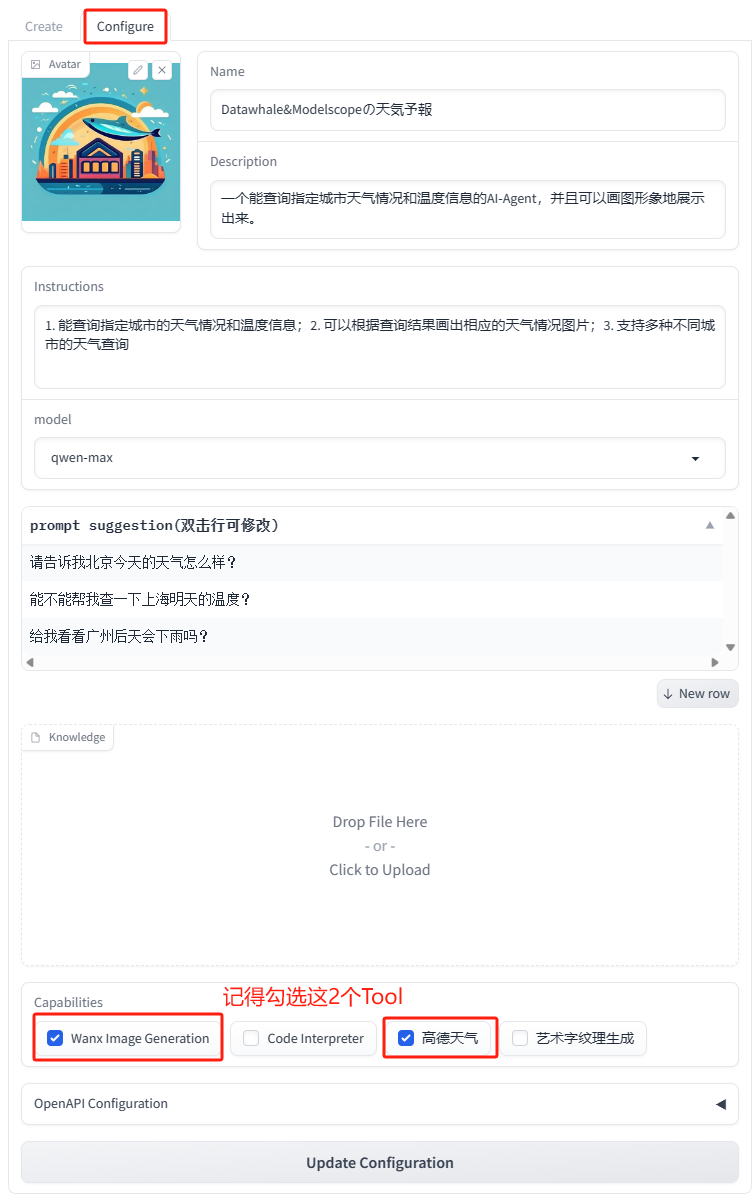 Create
Configure
Avatar
Name
Datawhale&Modelscopeの天気予報
Description
一个能查询指定城市天气情况和温度信息的AI-Agent，并且可以画图形象地展示
出来。
Instructions
1. 能查询指定城市的天气情况和温度信息；2. 可以根据查询结果画出相应的天气情况图片；3. 支持多种不同城
市的天气查询
model
qwen-max
prompt suggestion(双击行可修改)
请告诉我北京今天的天气怎么样？
能不能帮我查一下上海明天的温度？
给我看看广州后天会下雨吗？
New row
Knowledge
Drop File Here
- or -
Click to Upload
Capabilities
记得勾选这2个Tool
Wanx Image Generation
Code Interpreter
高德天气
艺术字纹理生成
OpenAPI Configuration
Update Configuration